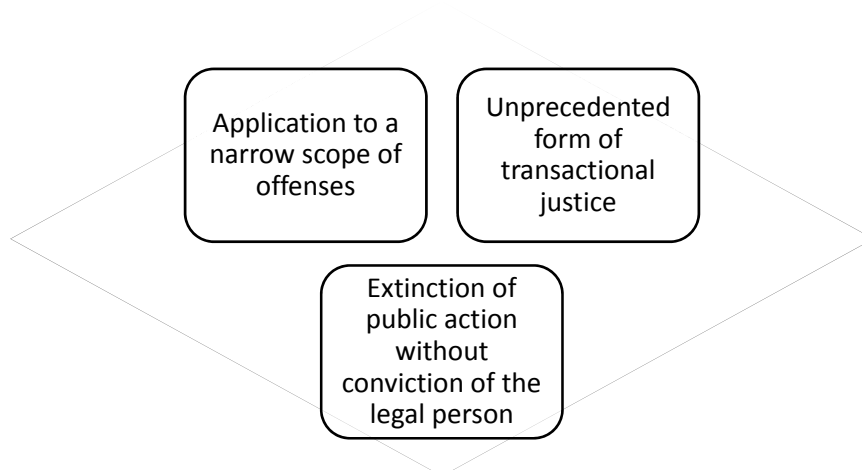 Application to a
narrow scope of
offenses
Unprecedented
form of
transactional
justice
Extinction of
public action
without
conviction of the
legal person